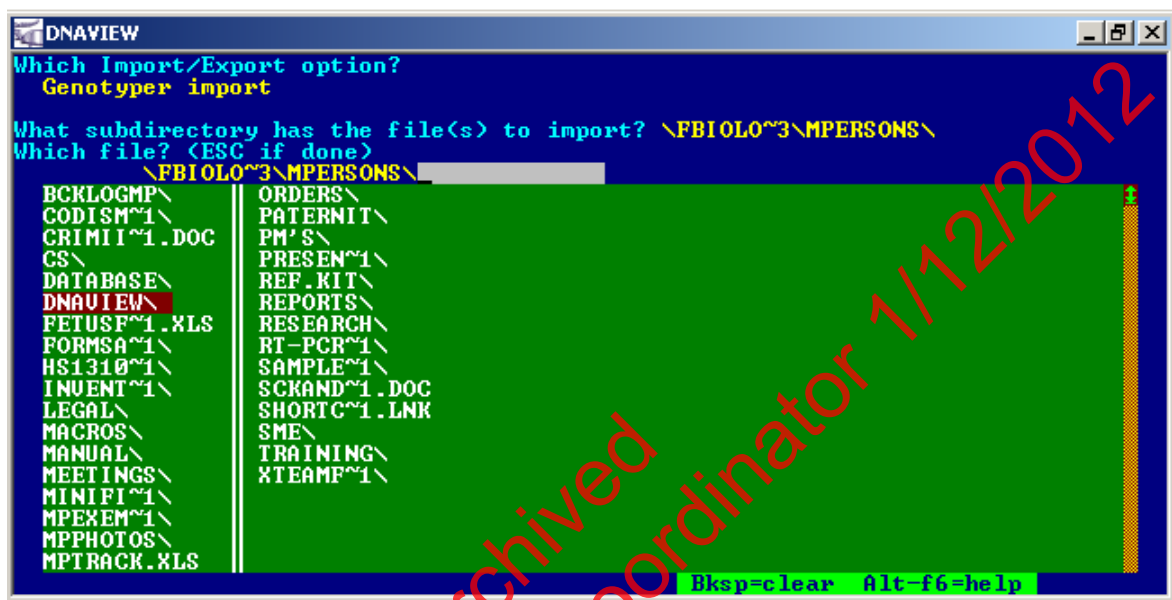 DNAVIEW
Which Import/Export option?
Genotyper import
What subdirectory has the file(s) to import? \FBIOLO~3\MPERSONS\
Which file? (ESC if done)
\FBIOLO~3\MPERSONS\_
BCKLOGMP\
CODISM~1\
CRIMII~1.DOC
CS\
DATABASE\
DNAVIEW\
FETUSF~1.XLS
FORMSA~1\
HS1310~1\
INVENT~1\
LEGAL\
MACROS\
MANUAL\
MEETINGS\
MINIFI~1\
MPEXEM~1\
MPPHOTOS\
MPTRACK.XLS
ORDERS\
PATERNIT\
PM'S\
PRESEN~1\
REF.KIT\
REPORTS\
RESEARCH\
RT-PCR~1\
SAMPLE~1\
SCKAND~1.DOC
SHORTC~1.LNK
SME\
TRAINING\
XTEAMF~1\
Bksp=clear Alt-f6=help
rchived
ordinator 1/12/2012